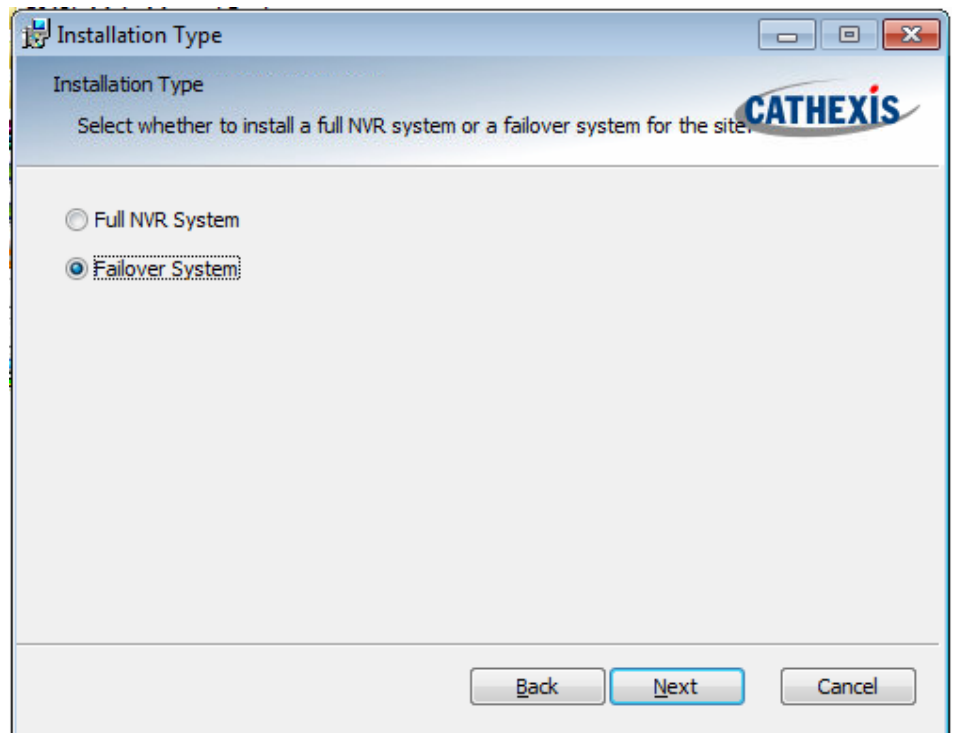 Installation Type
Installation Type
Select whether to install a full NVR system or a failover system for the site
CATHEXIS
Full NVR System
Failover System
Back Next Cancel